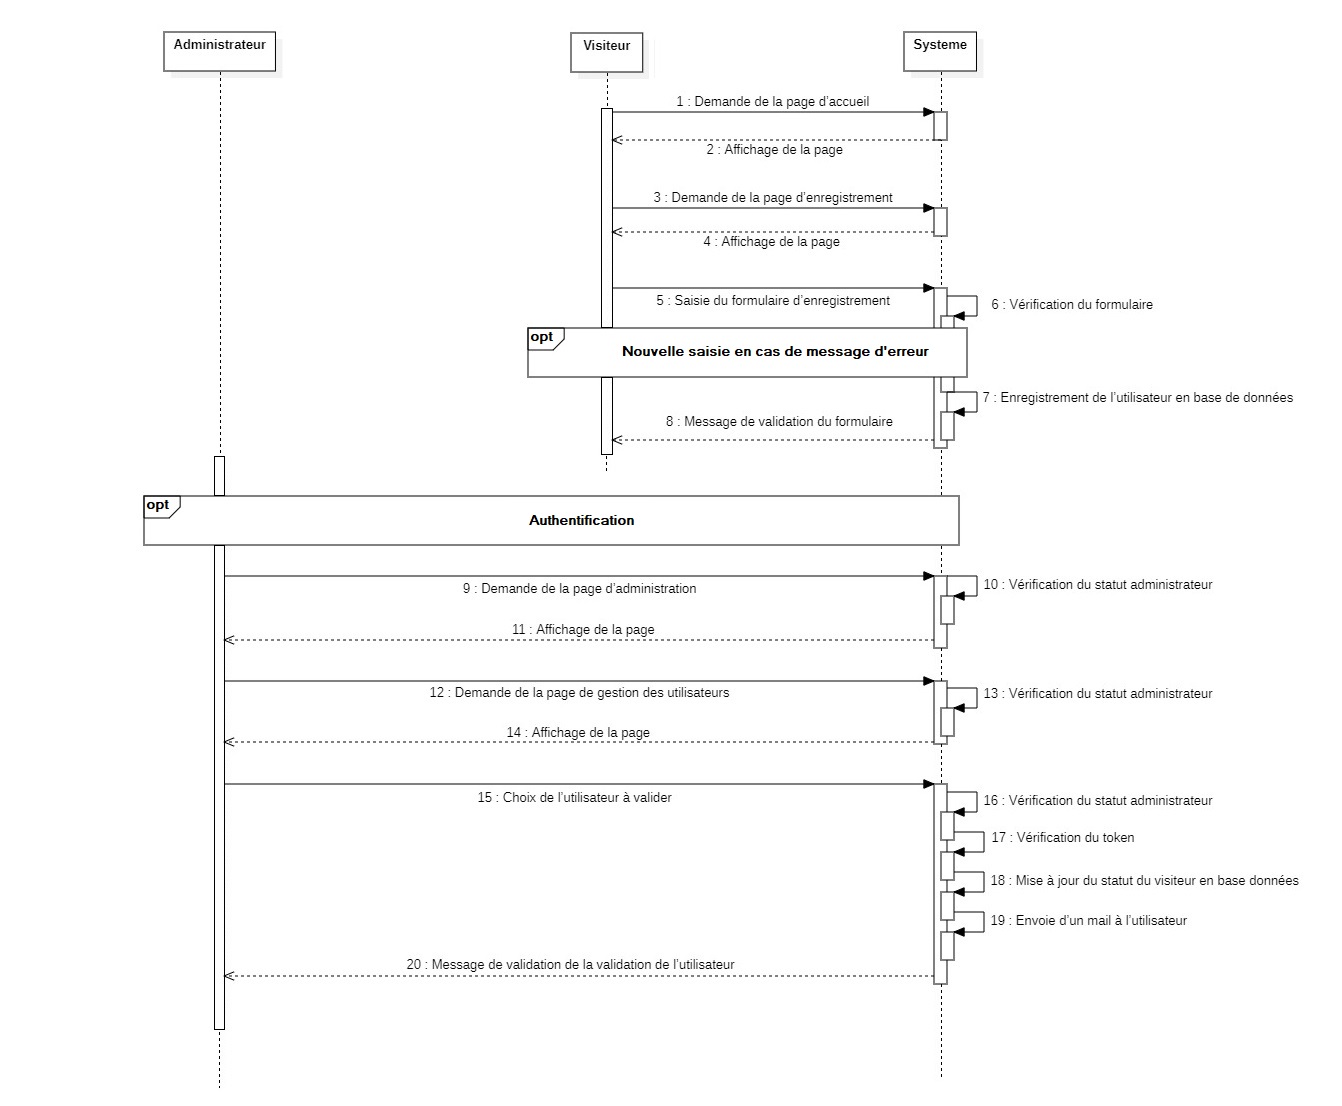 Administrateur
Visiteur
Systeme
1 : Demande de la page d'accueil
2 : Affichage de la page
3 : Demande de la page d'enregistrement
4 : Affichage de la page
5 : Saisie du formulaire d'enregistrement
6 : Vérification du formulaire
opt
Nouvelle saisie en cas de message d'erreur
7 : Enregistrement de l'utilisateur en base de données
8 : Message de validation du formulaire
opt
Authentification
9 : Demande de la page d'administration
10 : Vérification du statut administrateur
11 : Affichage de la page
12 : Demande de la page de gestion des utilisateurs
13 : Vérification du statut administrateur
14 : Affichage de la page
15 : Choix de l'utilisateur à valider
16 : Vérification du statut administrateur
17 : Vérification du token
18 : Mise à jour du statut du visiteur en base données
19 : Envoie d'un mail à l'utilisateur
20 : Message de validation de la validation de l'utilisateur